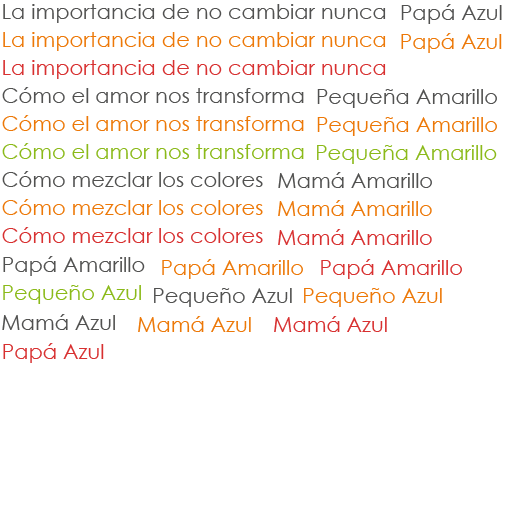 La importancia de no cambiar nunca Papá Azul
La importancia de no cambiar nunca Papá Azul
La importancia de no cambiar nunca
Cómo el amor nos transforma Pequeña Amarillo
Cómo el amor nos transforma Pequeña Amarillo
Cómo el amor nos transforma Pequeña Amarillo
Cómo mezclar los colores Mamá Amarillo
Cómo mezclar los colores Mamá Amarillo
Cómo mezclar los colores Mamá Amarillo
Papá Amarillo Papá Amarillo Papá Amarillo
Pequeño Azul Pequeño Azul Pequeño Azul
Mamá Azul Mamá Azul Mamá Azul
Papá Azul